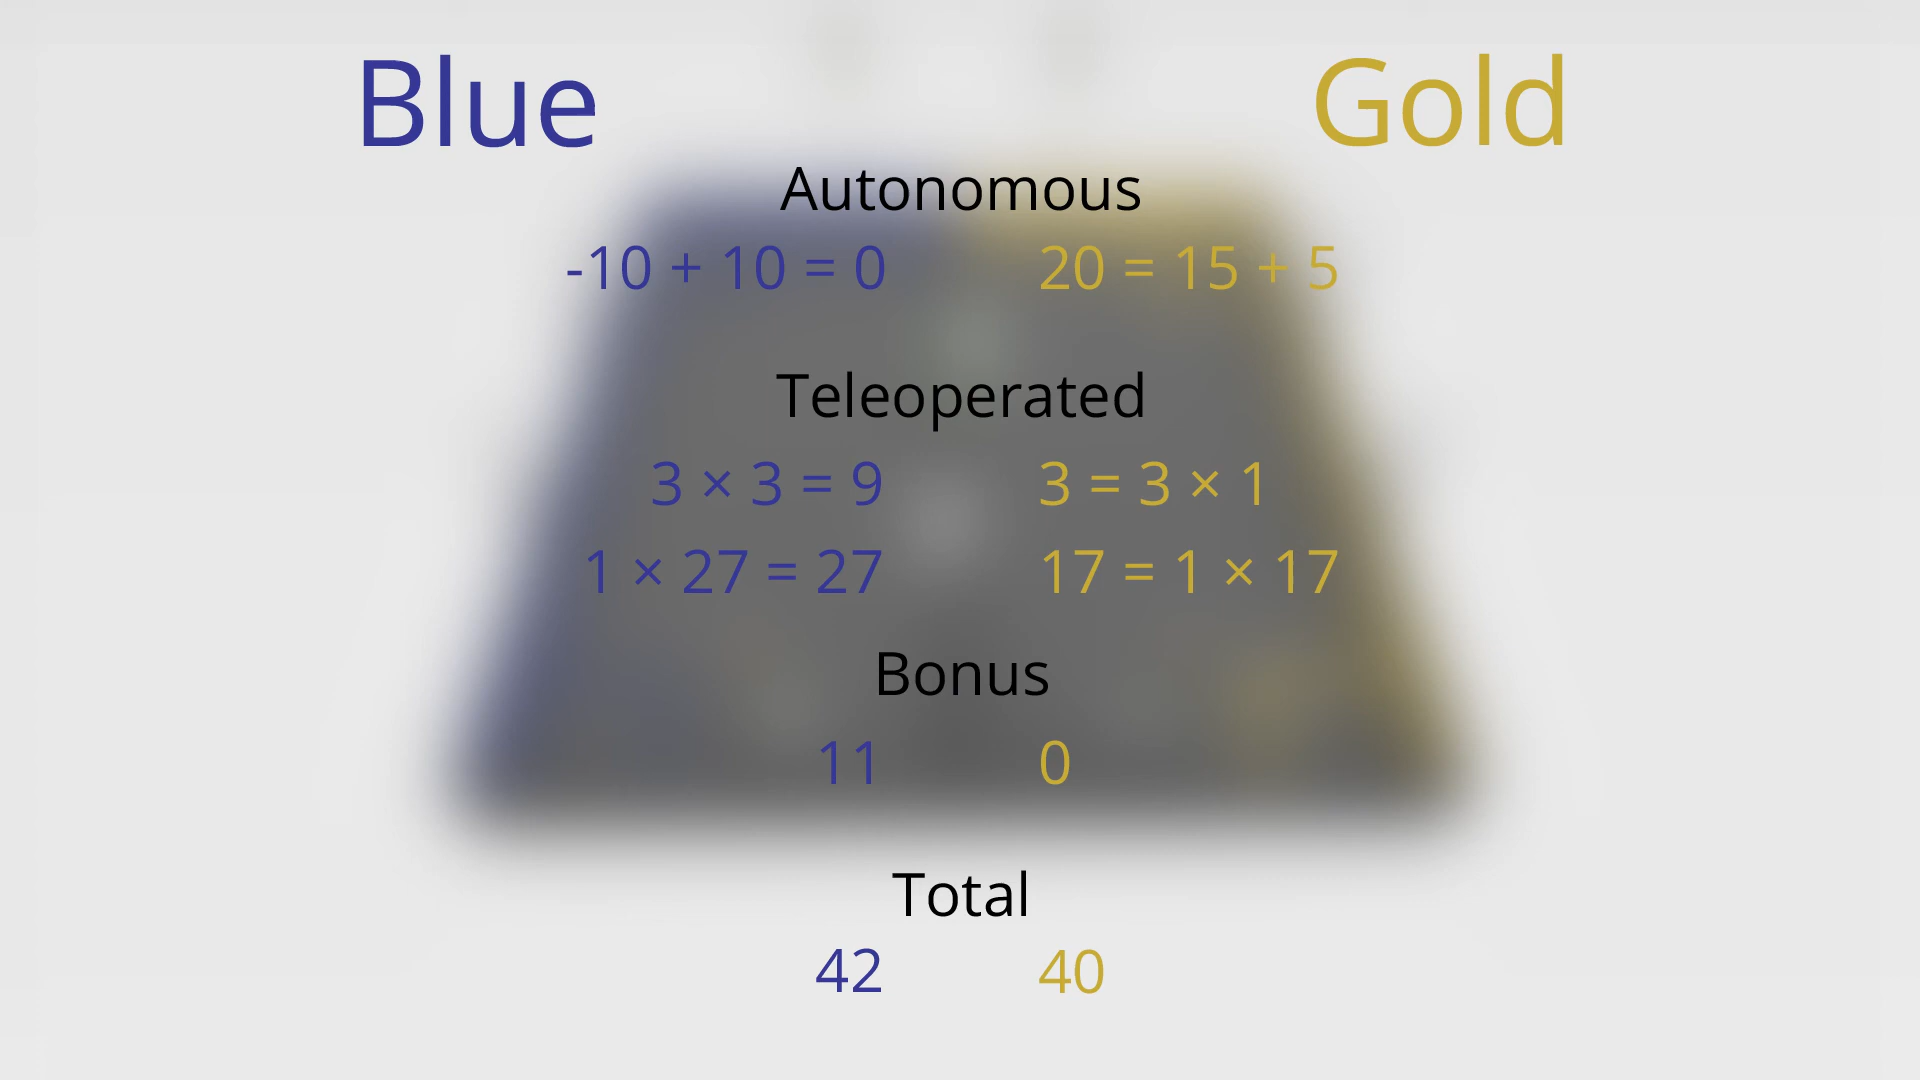 Blue Gold
Autonomous
-10 + 10 = 0 20 = 15 + 5
Teleoperated
3 × 3 = 9 3 = 3 × 1
1 × 27 = 27 17 = 1 × 17
Bonus
11 0
Total
42 40